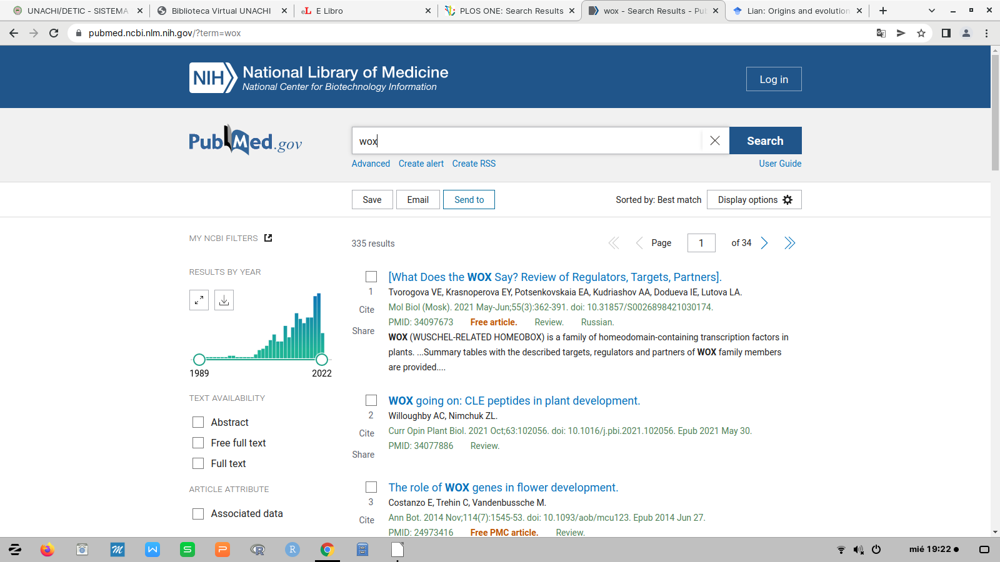 UNACHI/DETIC - SISTEMA
Biblioteca Virtual UNACHI
eL E Libro
PLOS ONE: Search Results
wox - Search Results - Pu
Lian: Origins and evolution
pubmed.ncbi.nlm.nih.gov/?term=wox
NIH National Library of Medicine
National Center for Biotechnology Information
Log in
PubMed.gov
wox
Search
Advanced Create alert Create RSS
User Guide
Save Email Send to
Sorted by: Best match
Display options
MY NCBI FILTERS
335 results
Page 1 of 34
RESULTS BY YEAR
1989 2022
TEXT AVAILABILITY
Abstract
Free full text
Full text
ARTICLE ATTRIBUTE
Associated data
[What Does the WOX Say? Review of Regulators, Targets, Partners].
1
Cite
Share
Tvorogova VE, Krasnoperova EY, Potsenkovskaia EA, Kudriashov AA, Dodueva IE, Lutova LA.
Mol Biol (Mosk). 2021 May-Jun;55(3):362-391. doi: 10.31857/S0026898421030174.
PMID: 34097673 Free article. Review. Russian.
WOX (WUSCHEL-RELATED HOMEOBOX) is a family of homeodomain-containing transcription factors in
plants. ...Summary tables with the described targets, regulators and partners of WOX family members
are provided....
WOX going on: CLE peptides in plant development.
2
Cite
Share
Willoughby AC, Nimchuk ZL.
Curr Opin Plant Biol. 2021 Oct;63:102056. doi: 10.1016/j.pbi.2021.102056. Epub 2021 May 30.
PMID: 34077886 Review.
The role of WOX genes in flower development.
3
Cite
Costanzo E, Trehin C, Vandenbussche M.
Ann Bot. 2014 Nov;114(7):1545-53. doi: 10.1093/aob/mcu123. Epub 2014 Jun 27.
PMID: 24973416 Free PMC article. Review.
W S P R R
mié 19:22